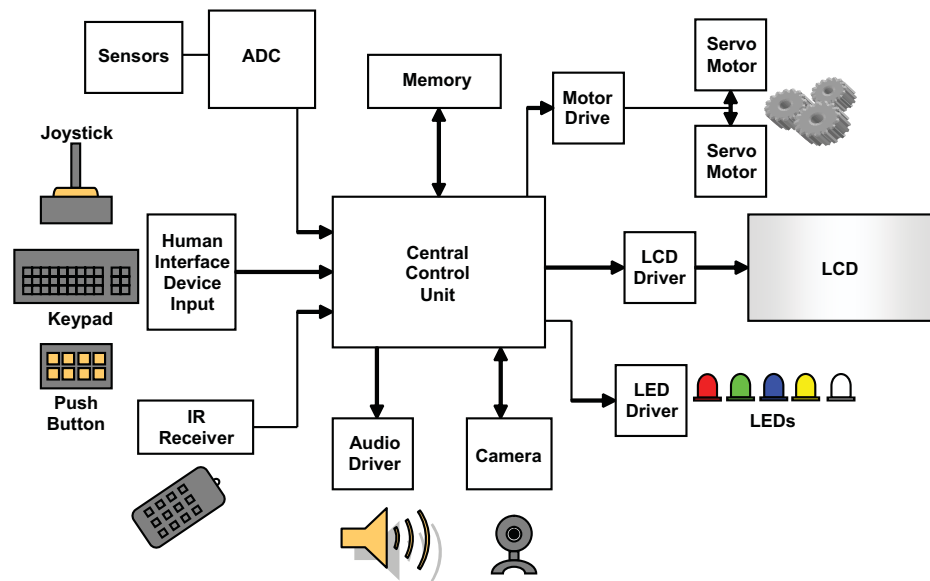 Sensors
ADC
Memory
Motor
Drive
Servo
Motor
Servo
Motor
Joystick
Human
Interface
Device
Input
Keypad
Push
Button
Central
Control
Unit
LCD
Driver
LCD
IR
Receiver
Audio
Driver
Camera
LED
Driver
LEDs